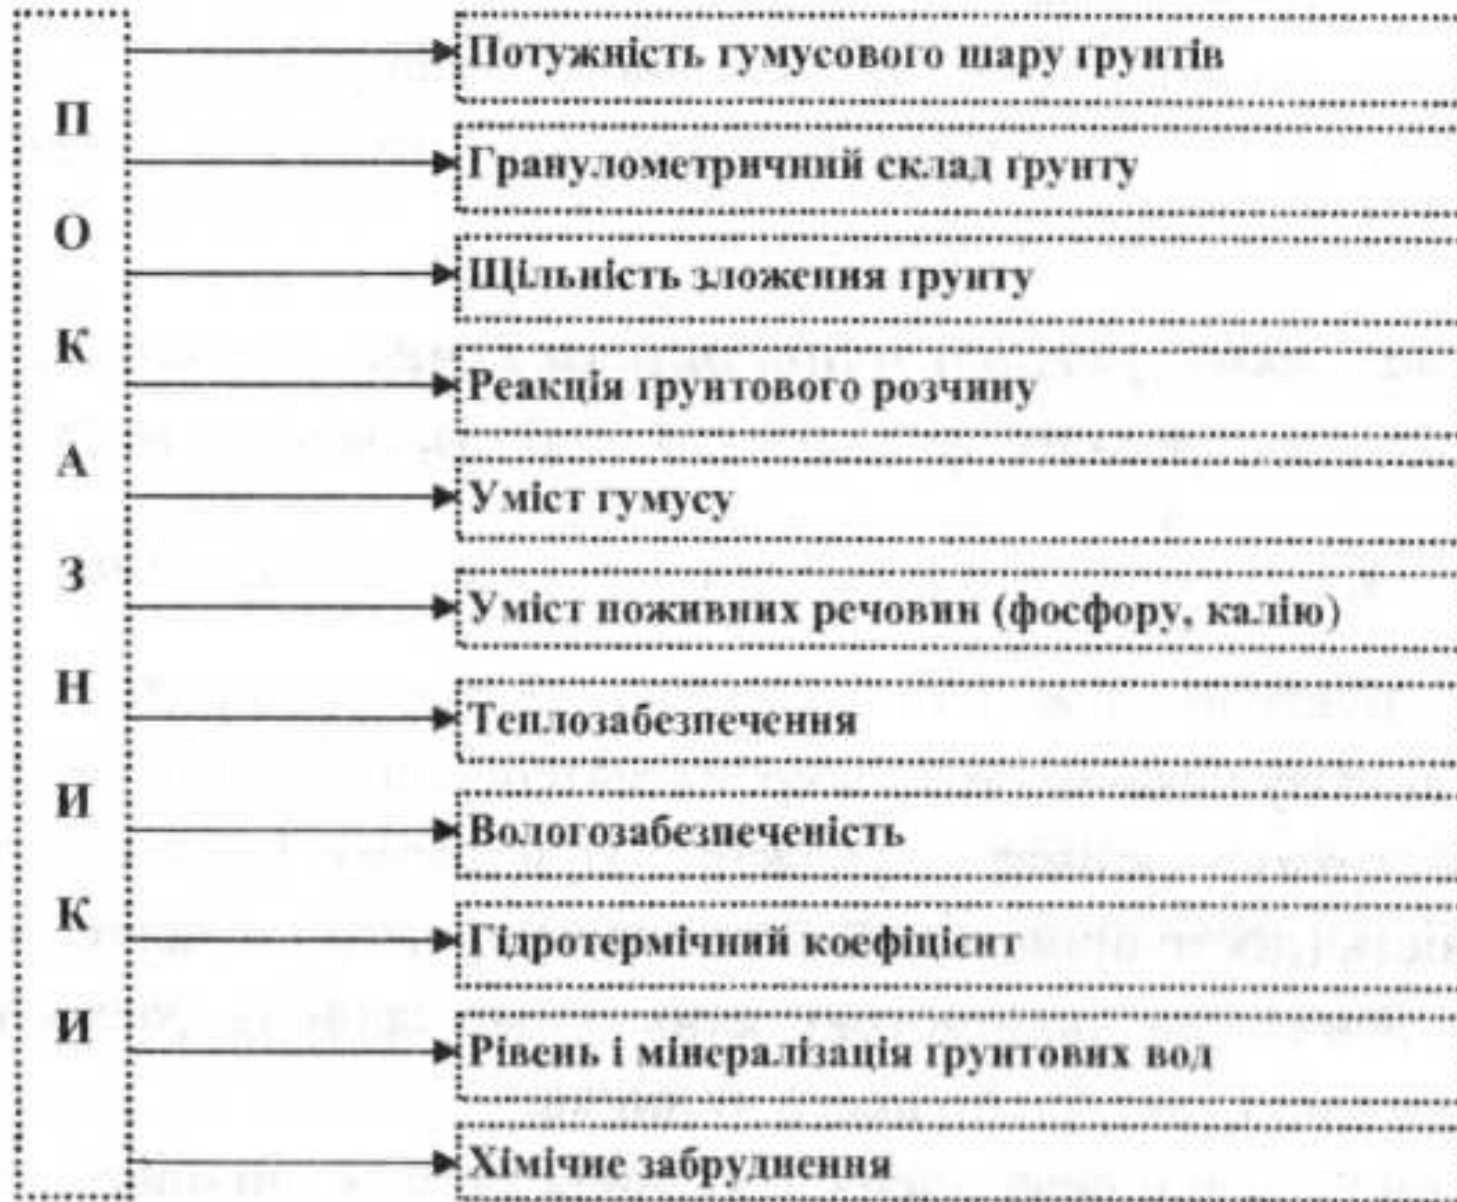 ПОКАЗНИКИ
Потужність гумусового шару ґрунтів
Гранулометричний склад ґрунту
Щільність зложення ґрунту
Реакція ґрунтового розчину
Уміст гумусу
Уміст поживних речовин (фосфору, калію)
Теплозабезпечення
Вологозабезпеченість
Гідротермічний коефіцієнт
Рівень і мінералізація ґрунтових вод
Хімічне забруднення